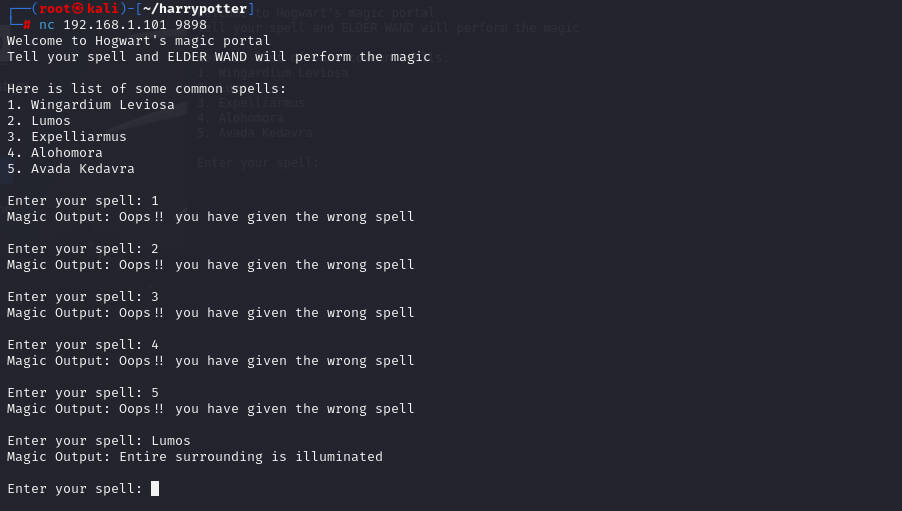 ┌──(root㉿kali)-[~/harrypotter]
└─# nc 192.168.1.101 9898
Welcome to Hogwart's magic portal
Tell your spell and ELDER WAND will perform the magic
Here is list of some common spells:
1. Wingardium Leviosa
2. Lumos
3. Expelliarmus
4. Alohomora
5. Avada Kedavra
Enter your spell: 1
Magic Output: Oops!! you have given the wrong spell
Enter your spell: 2
Magic Output: Oops!! you have given the wrong spell
Enter your spell: 3
Magic Output: Oops!! you have given the wrong spell
Enter your spell: 4
Magic Output: Oops!! you have given the wrong spell
Enter your spell: 5
Magic Output: Oops!! you have given the wrong spell
Enter your spell: Lumos
Magic Output: Entire surrounding is illuminated
Enter your spell: